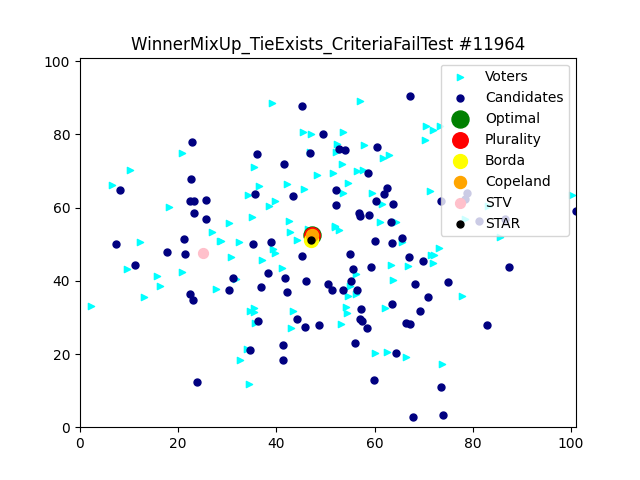 WinnerMixUp_TieExists_CriteriaFailTest #11964
100
80
60
40
20
0
0
20
40
60
80
100
Voters
Candidates
Optimal
Plurality
Borda
Copeland
STV
STAR